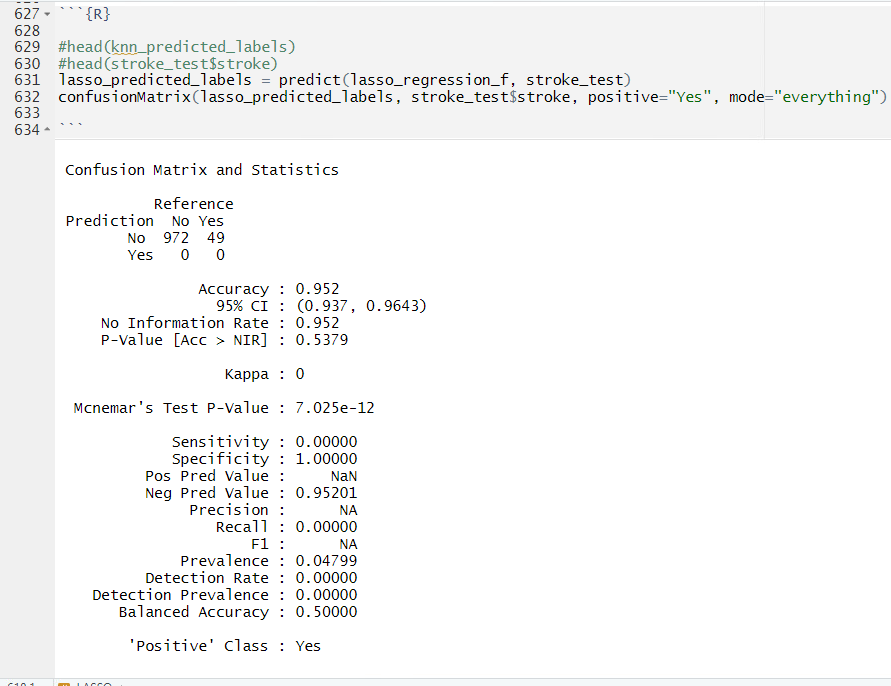 627 ```{R}
628
629 #head(knn_predicted_labels)
630 #head(stroke_test$stroke)
631 lasso_predicted_labels = predict(lasso_regression_f, stroke_test)
632 confusionMatrix(lasso_predicted_labels, stroke_test$stroke, positive="Yes", mode="everything")
633
634 ```
Confusion Matrix and Statistics
Reference
Prediction No Yes
No 972 49
Yes 0 0
Accuracy : 0.952
95% CI : (0.937, 0.9643)
No Information Rate : 0.952
P-Value [Acc > NIR] : 0.5379
Kappa : 0
Mcnemar's Test P-Value : 7.025e-12
Sensitivity : 0.00000
Specificity : 1.00000
Pos Pred Value : NaN
Neg Pred Value : 0.95201
Precision : NA
Recall : 0.00000
F1 : NA
Prevalence : 0.04799
Detection Rate : 0.00000
Detection Prevalence : 0.00000
Balanced Accuracy : 0.50000
'Positive' Class : Yes